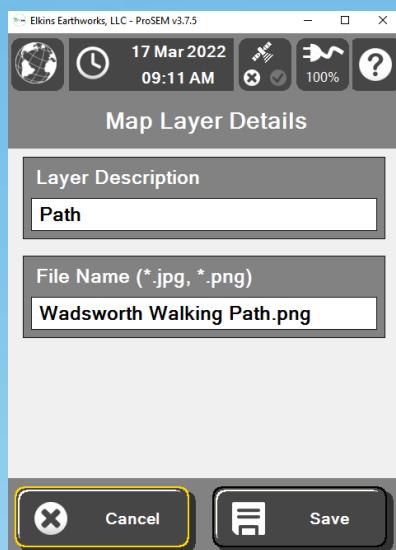 Elkins Earthworks, LLC - ProSEM v3.7.5
17 Mar 2022
09:11 AM
100%
?
Map Layer Details
Layer Description
Path
File Name (*.jpg, *.png)
Wadsworth Walking Path.png
Cancel
Save